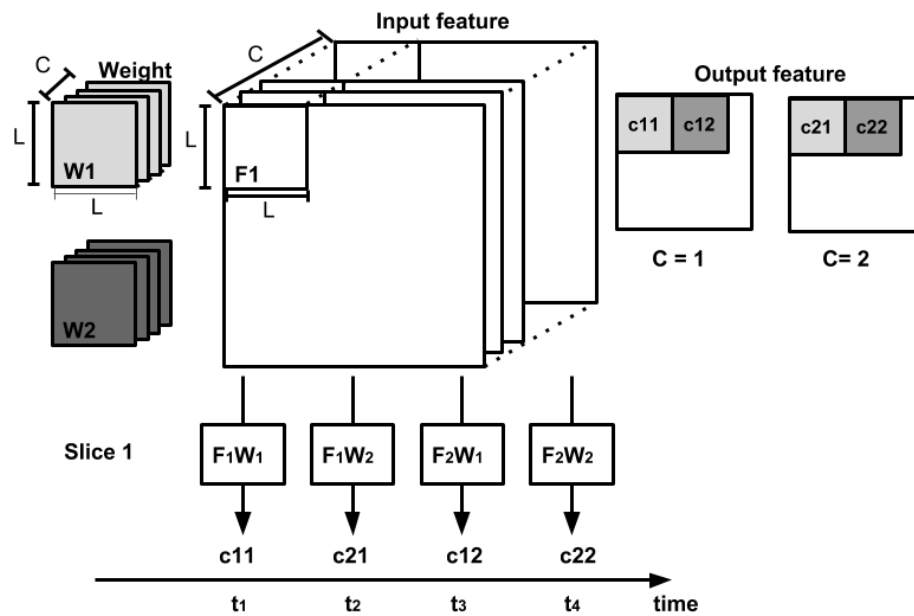 Input feature
C
C
Weight
Output feature
L
W1
L
L
F1
L
c11 c12
c21 c22
C = 1
C= 2
W2
Slice 1
F₁W₁
F₁W₂
F₂W₁
F₂W₂
c11
c21
c12
c22
t₁
t₂
t₃
t₄
time